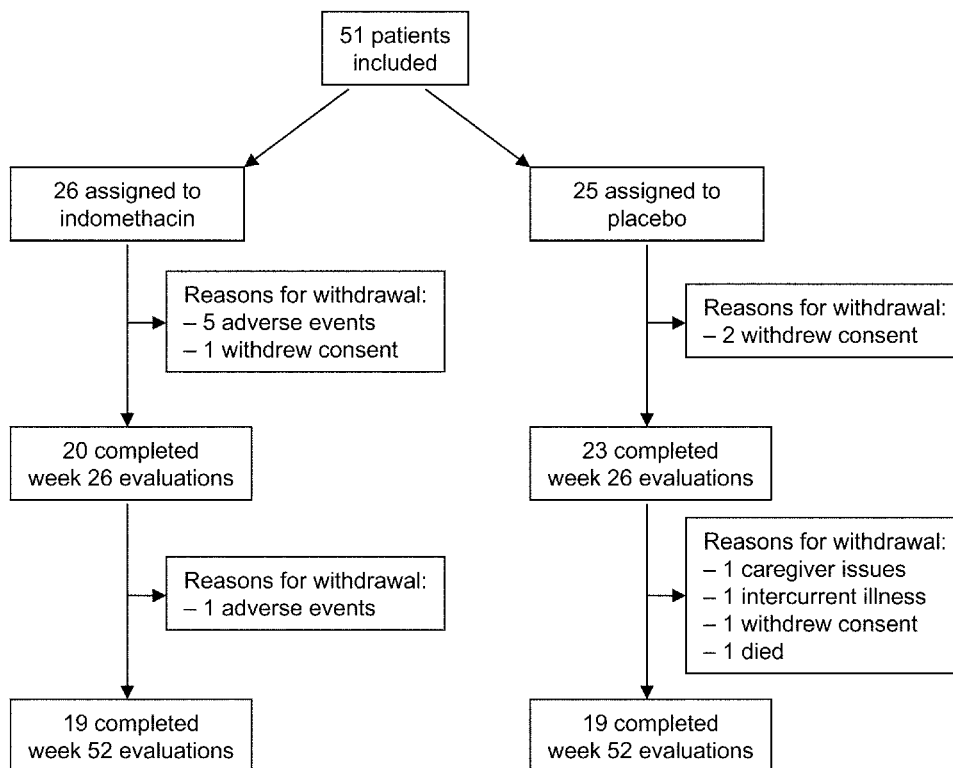 51 patients
included
26 assigned to
indomethacin
25 assigned to
placebo
Reasons for withdrawal:
– 5 adverse events
– 1 withdrew consent
Reasons for withdrawal:
– 2 withdrew consent
20 completed
week 26 evaluations
23 completed
week 26 evaluations
Reasons for withdrawal:
– 1 adverse events
Reasons for withdrawal:
– 1 caregiver issues
– 1 intercurrent illness
– 1 withdrew consent
– 1 died
19 completed
week 52 evaluations
19 completed
week 52 evaluations